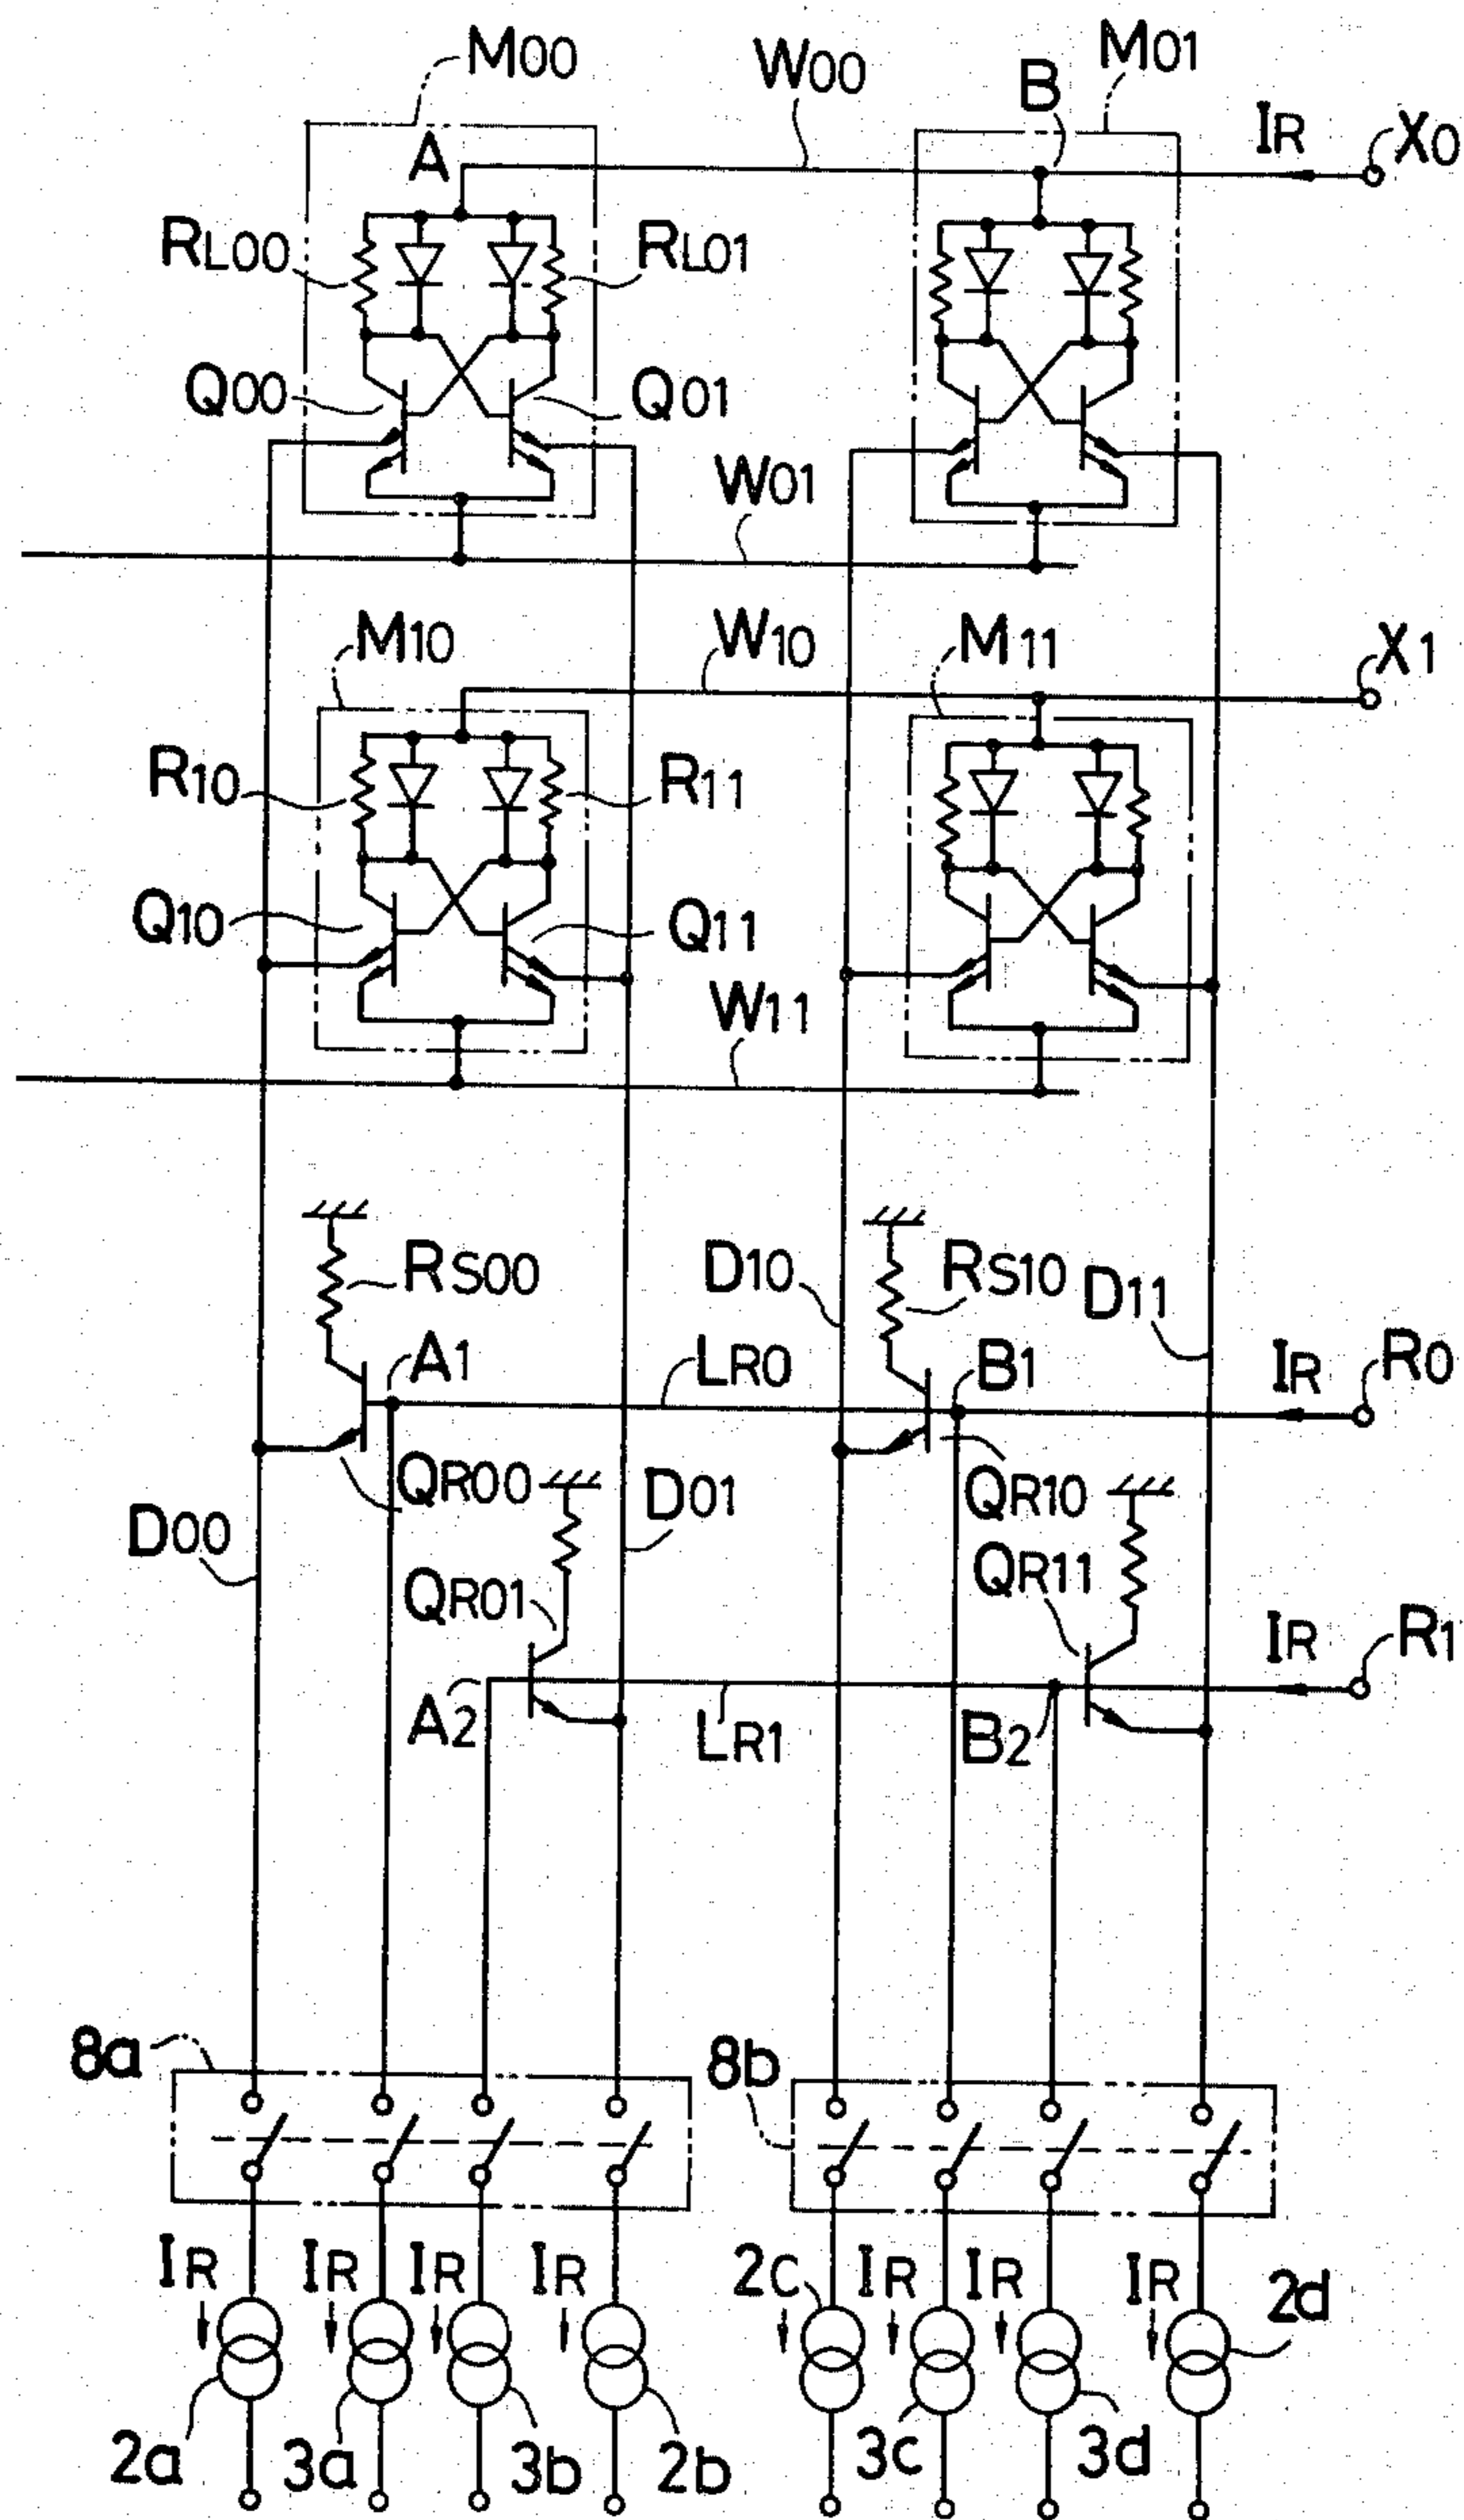 M00
W00
B
M01
IR
X0
A
RL00
RL01
Q00
Q01
W01
M10
W10
M11
X1
R10
R11
Q10
Q11
W11
RS00
D10
RS10
D11
A1
LR0
B1
IR
R0
QR00
D01
QR10
D00
QR01
QR11
IR
R1
A2
LR1
B2
8a
8b
IR
IR
IR
IR
2c
IR
IR
IR
2d
2a
3a
3b
2b
3c
3d